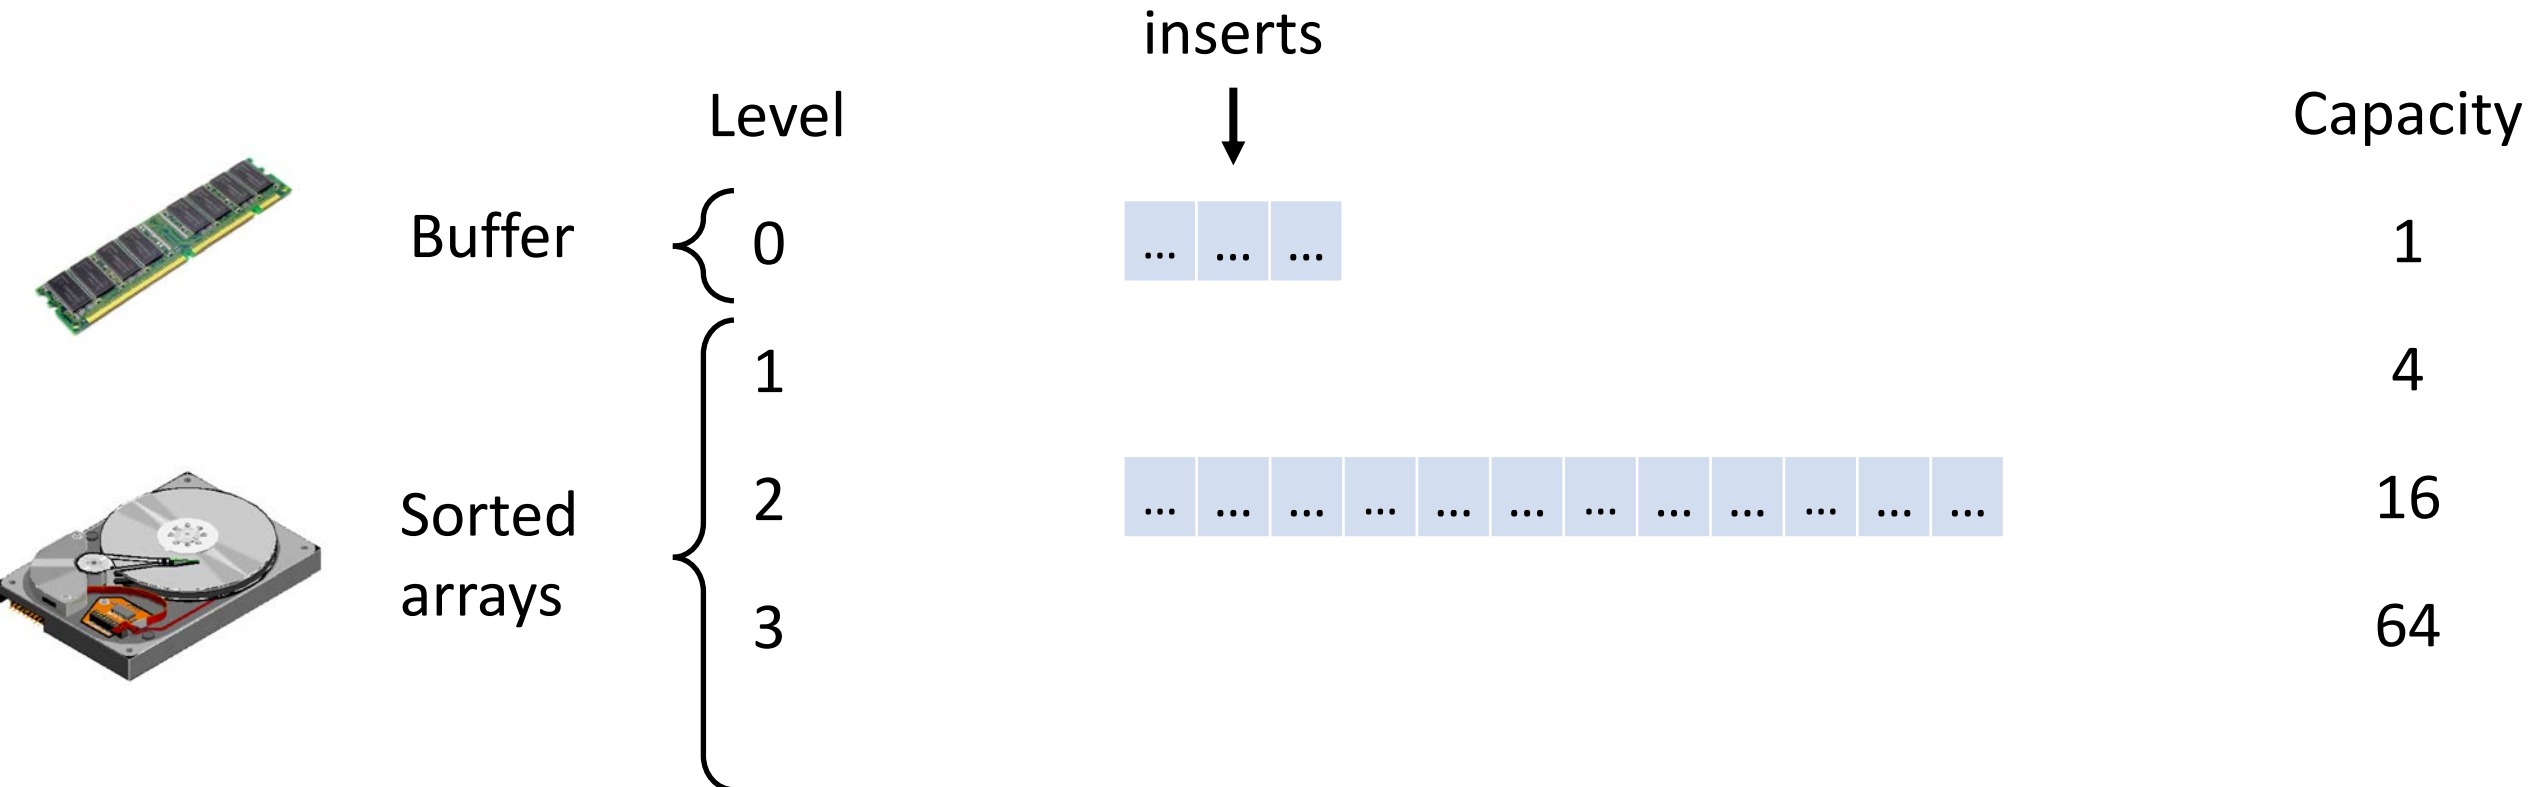 inserts
Level
Capacity
Buffer
0
... ... ...
1
1
4
Sorted
arrays
2
... ... ... ... ... ... ... ... ... ... ... ...
16
3
64